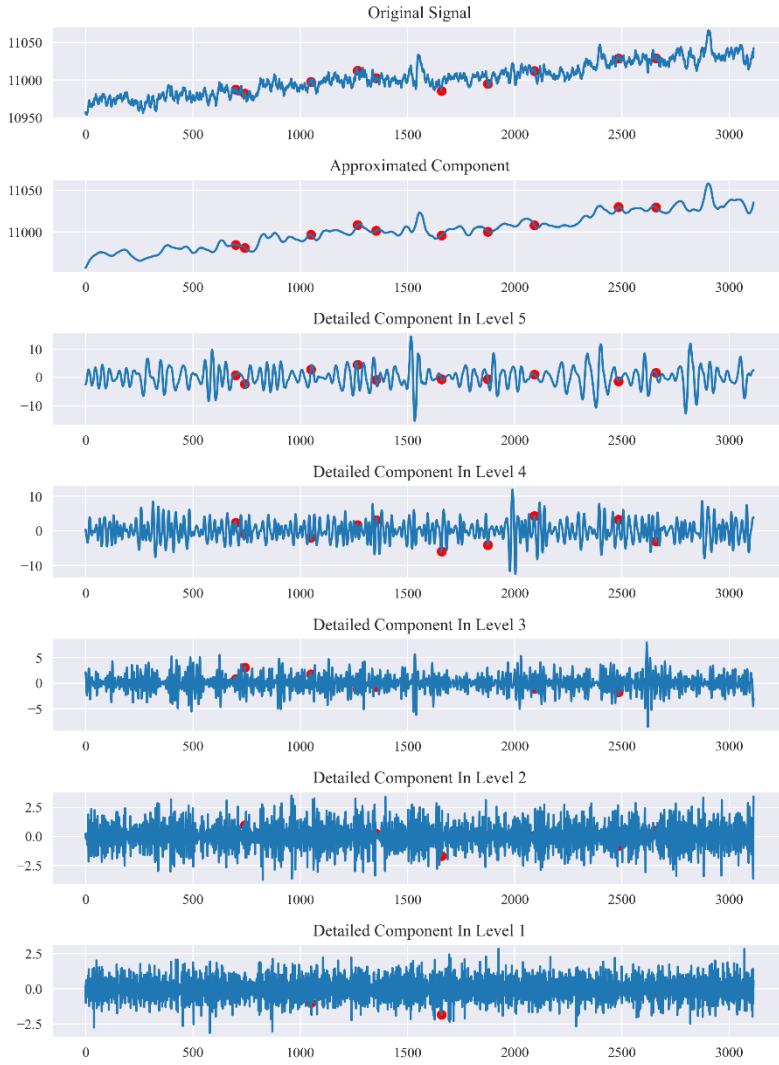 Original Signal
11050
11000
10950
0 500 1000 1500 2000 2500 3000
Approximated Component
11050
11000
0 500 1000 1500 2000 2500 3000
Detailed Component In Level 5
10
0
−10
0 500 1000 1500 2000 2500 3000
Detailed Component In Level 4
10
0
−10
0 500 1000 1500 2000 2500 3000
Detailed Component In Level 3
5
0
−5
0 500 1000 1500 2000 2500 3000
Detailed Component In Level 2
2.5
0.0
−2.5
0 500 1000 1500 2000 2500 3000
Detailed Component In Level 1
2.5
0.0
−2.5
0 500 1000 1500 2000 2500 3000